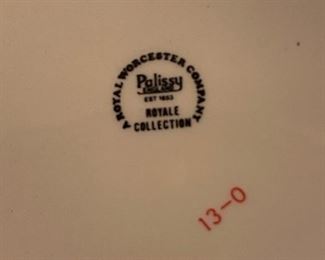 A ROYAL WORCESTER COMPANY
Palissy
ENGLAND
EST 1853
ROYALE
COLLECTION
13-0